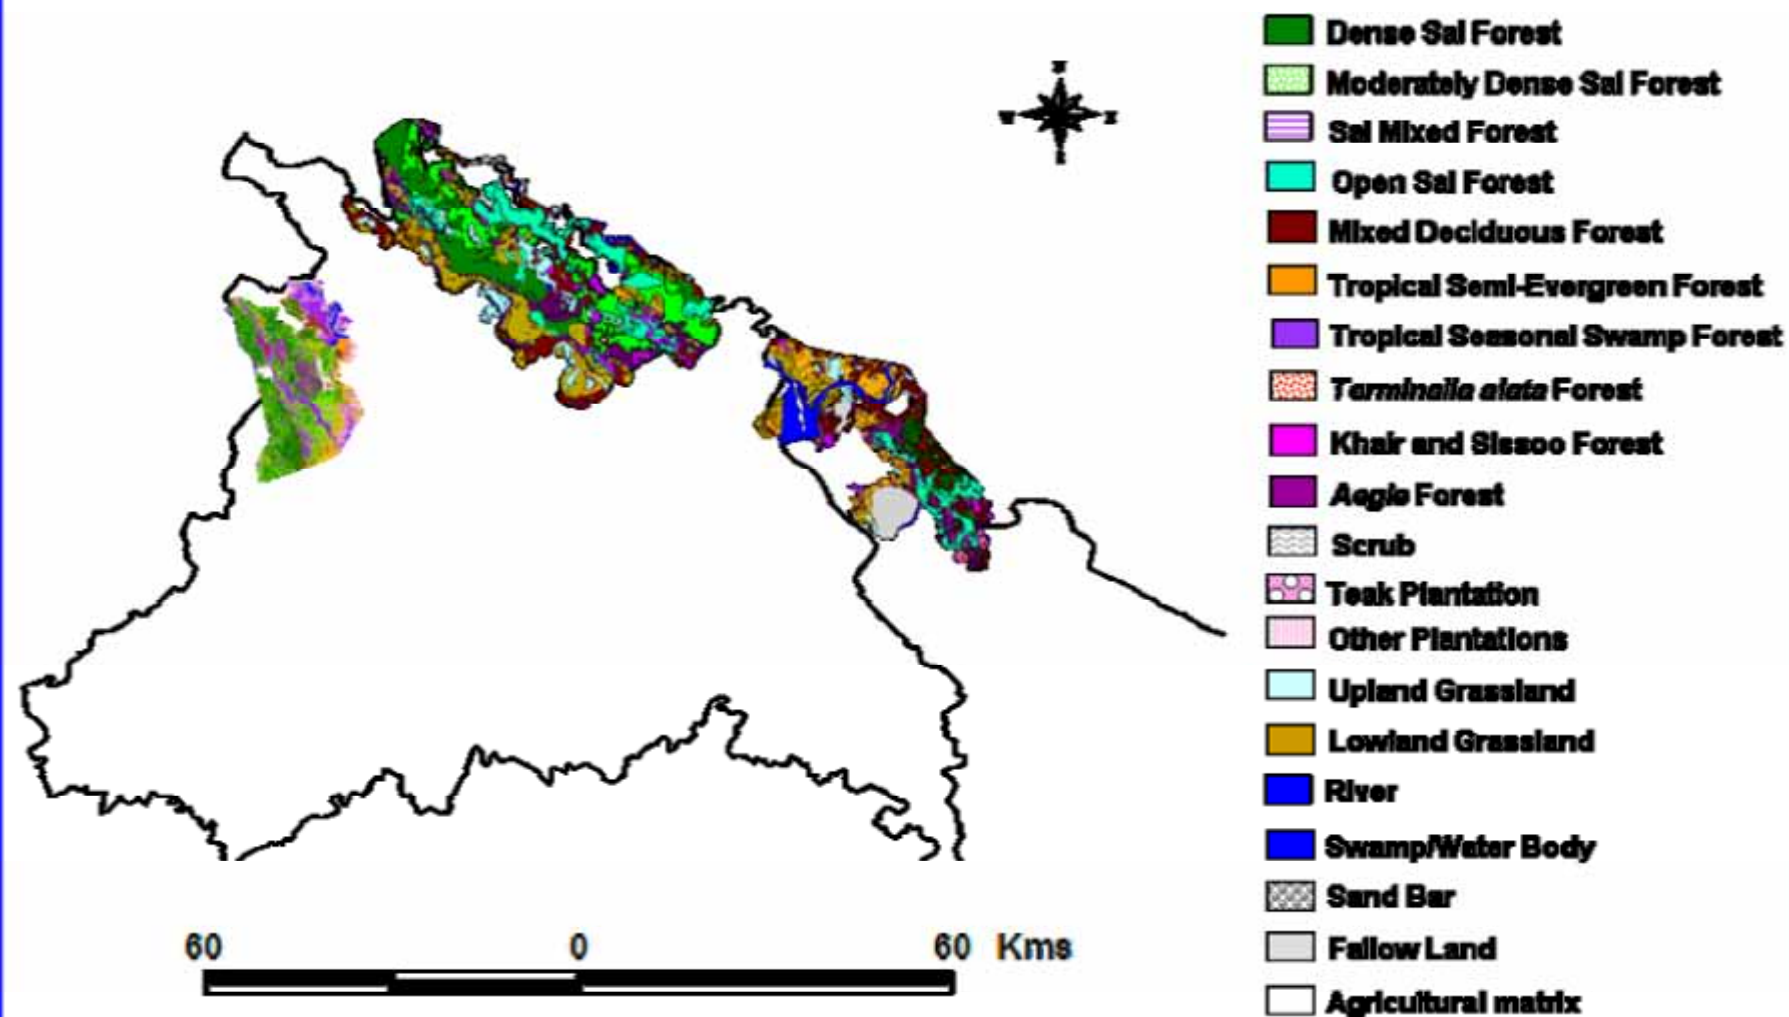 N
W E
S
Dense Sal Forest
Moderately Dense Sal Forest
Sal Mixed Forest
Open Sal Forest
Mixed Deciduous Forest
Tropical Semi-Evergreen Forest
Tropical Seasonal Swamp Forest
Terminalia alata Forest
Khair and Sissoo Forest
Aegle Forest
Scrub
Teak Plantation
Other Plantations
Upland Grassland
Lowland Grassland
River
Swamp/Water Body
Sand Bar
Fallow Land
Agricultural matrix
60 0 60 Kms